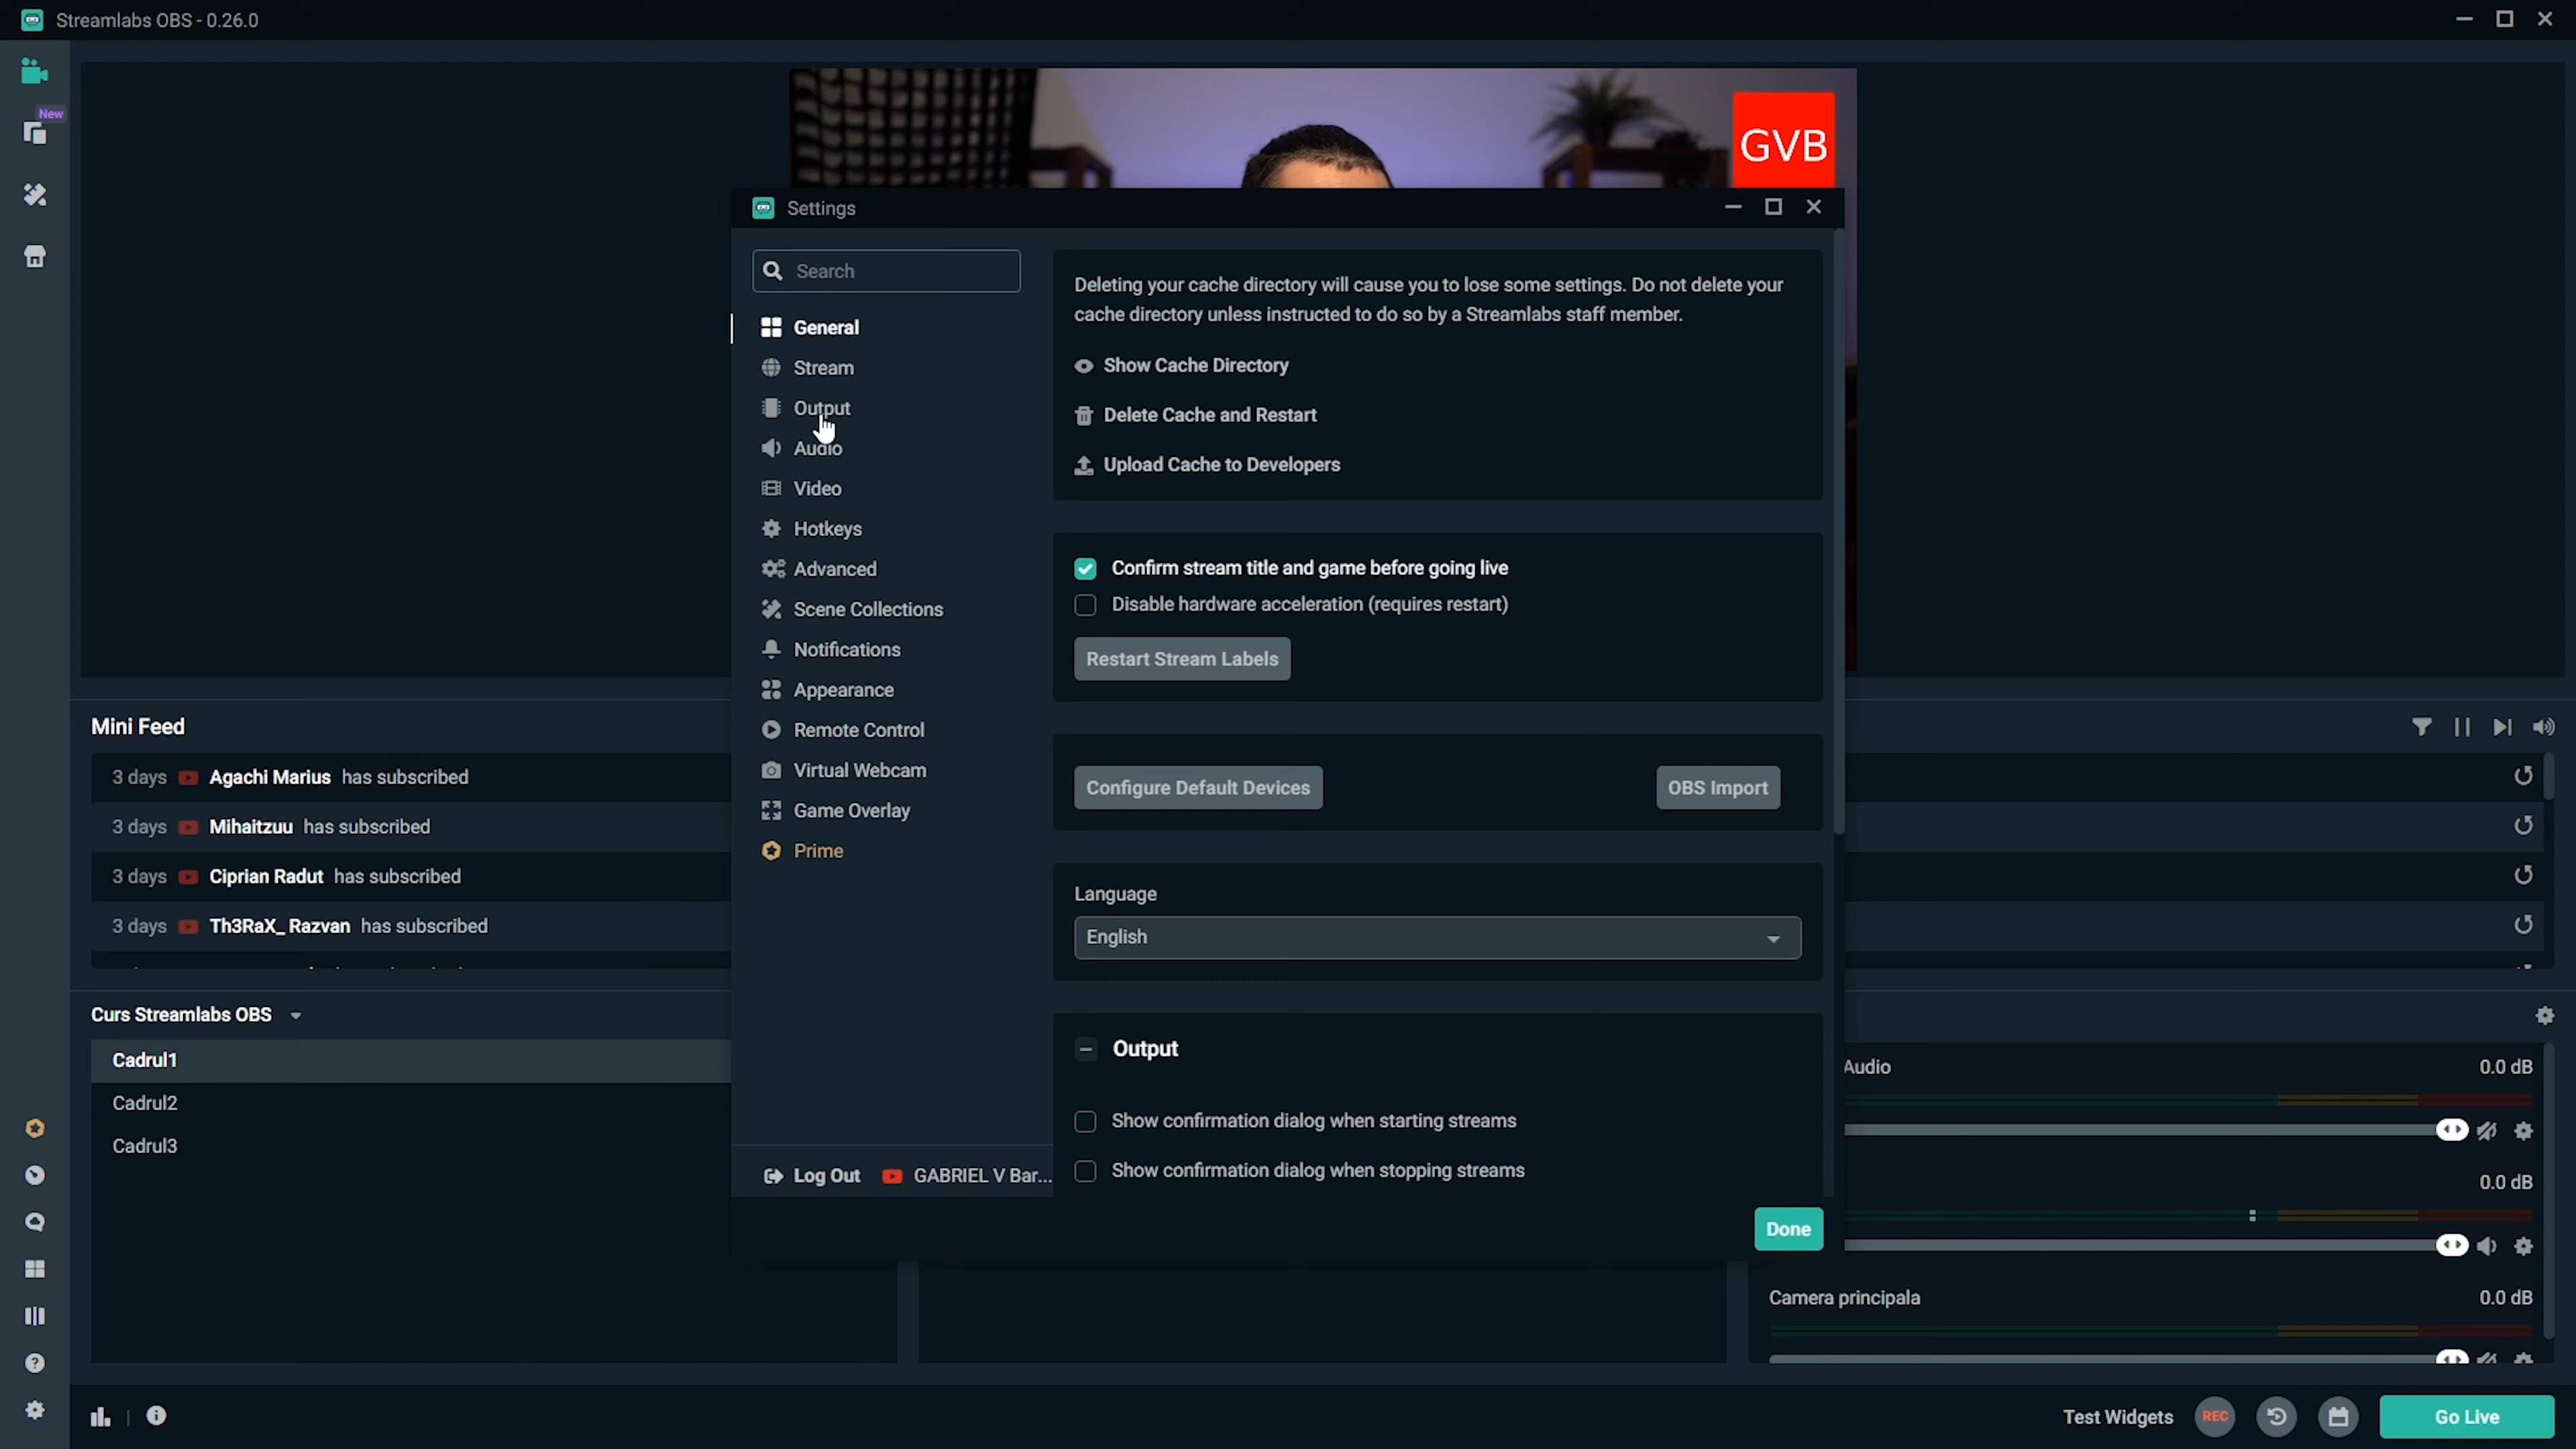 Streamlabs OBS - 0.26.0
New
GVB
Settings
Search
General
Stream
Output
Audio
Video
Hotkeys
Advanced
Scene Collections
Notifications
Appearance
Remote Control
Virtual Webcam
Game Overlay
Prime
Log Out
GABRIEL V Bar...
Deleting your cache directory will cause you to lose some settings. Do not delete your
cache directory unless instructed to do so by a Streamlabs staff member.
Show Cache Directory
Delete Cache and Restart
Upload Cache to Developers
Confirm stream title and game before going live
Disable hardware acceleration (requires restart)
Restart Stream Labels
Configure Default Devices
OBS Import
Language
English
Output
Show confirmation dialog when starting streams
Show confirmation dialog when stopping streams
Done
Mini Feed
3 days Agachi Marius has subscribed
3 days Mihaitzuu has subscribed
3 days Ciprian Radut has subscribed
3 days Th3RaX_ Razvan has subscribed
Curs Streamlabs OBS
Cadrul1
Cadrul2
Cadrul3
Audio
0.0 dB
0.0 dB
Camera principala
0.0 dB
Test Widgets
REC
Go Live